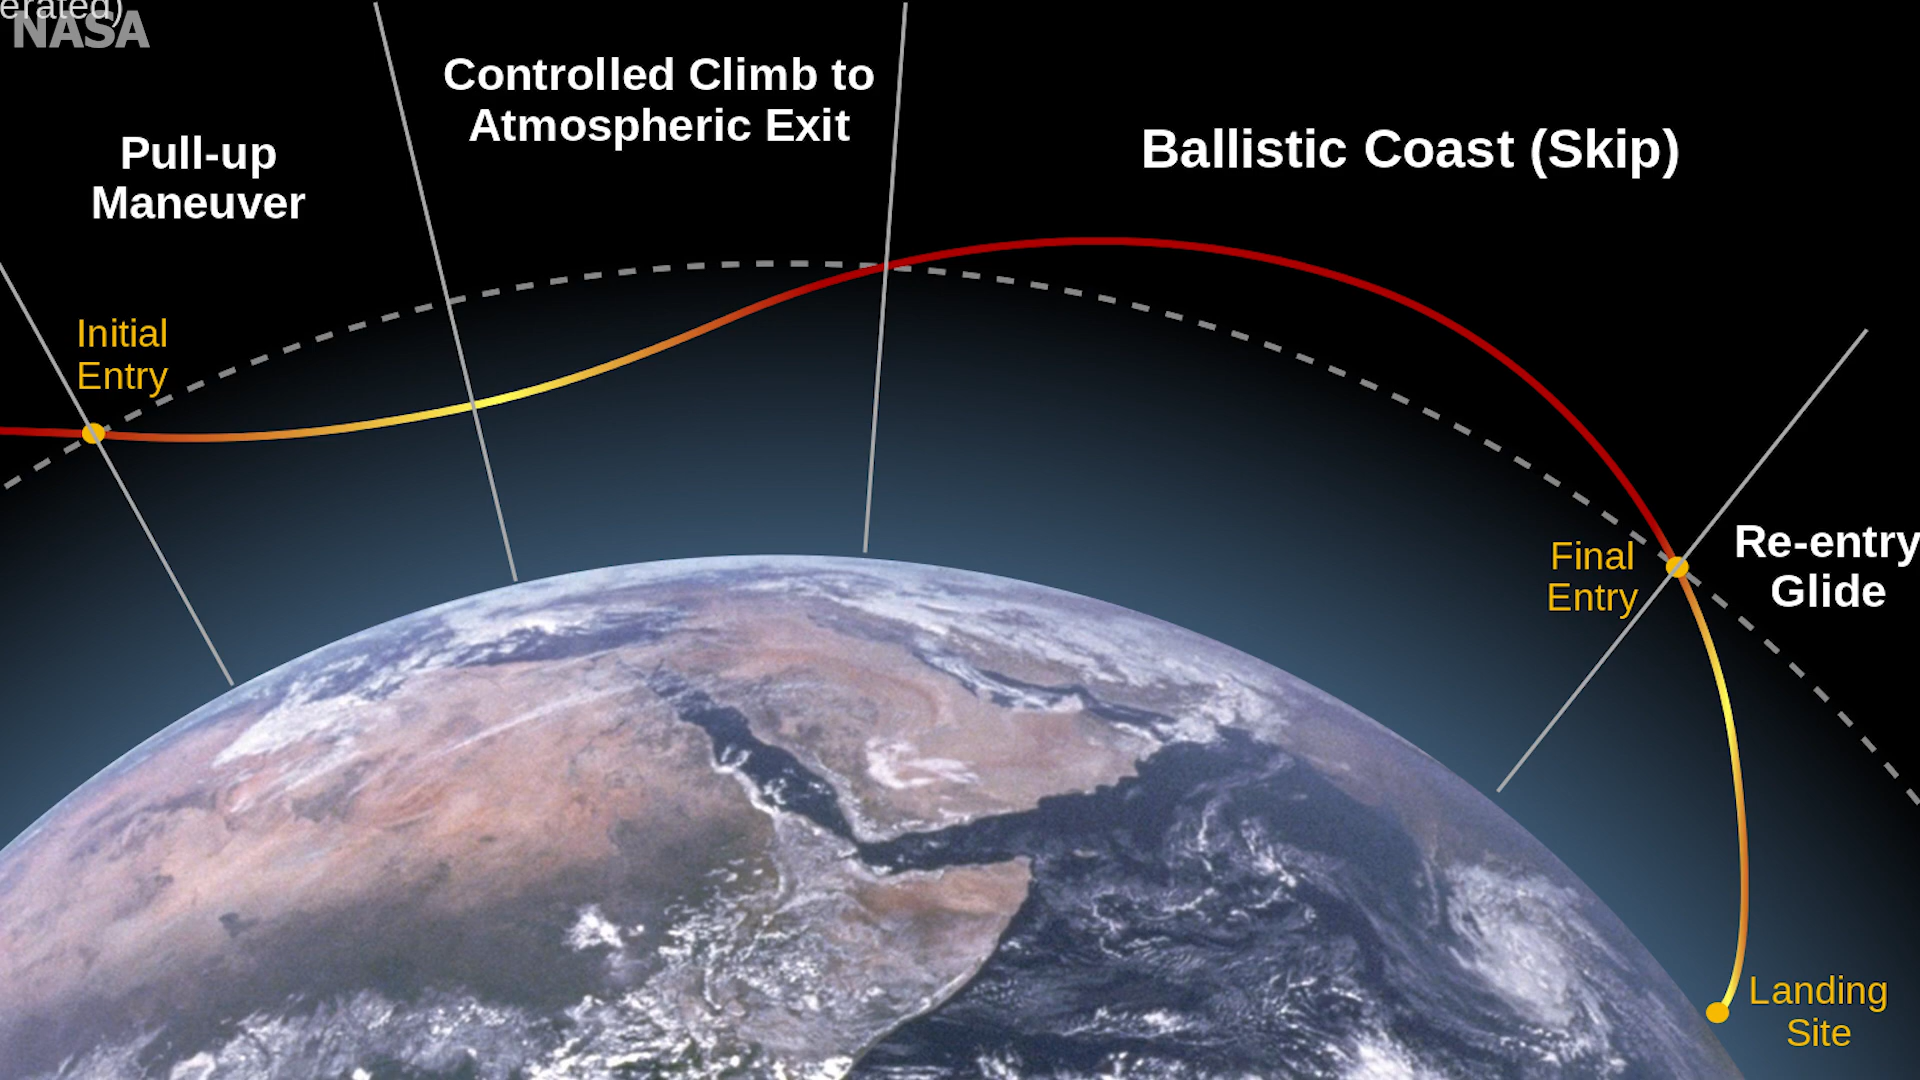 erated)
NASA
Controlled Climb to
Atmospheric Exit
Pull-up
Maneuver
Ballistic Coast (Skip)
Initial
Entry
Final
Entry
Re-entry
Glide
Landing
Site